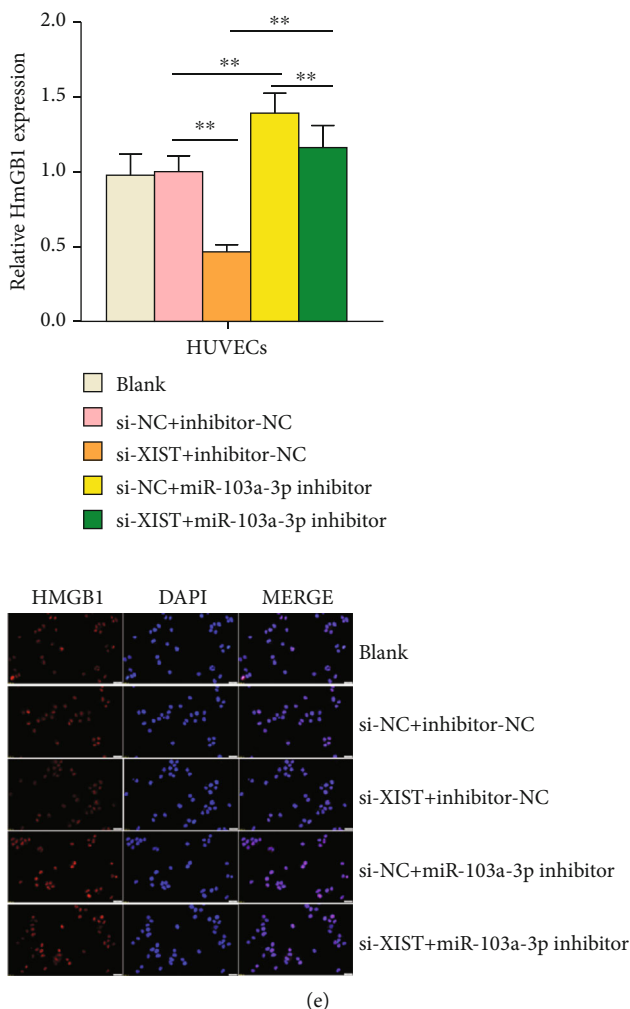 2.0
**
**
**
1.5
**
1.0
0.5
0.0
Relative HmGB1 expression
HUVECs
Blank
si-NC+inhibitor-NC
si-XIST+inhibitor-NC
si-NC+miR-103a-3p inhibitor
si-XIST+miR-103a-3p inhibitor
HMGB1 DAPI MERGE
Blank
si-NC+inhibitor-NC
si-XIST+inhibitor-NC
si-NC+miR-103a-3p inhibitor
si-XIST+miR-103a-3p inhibitor
(e)